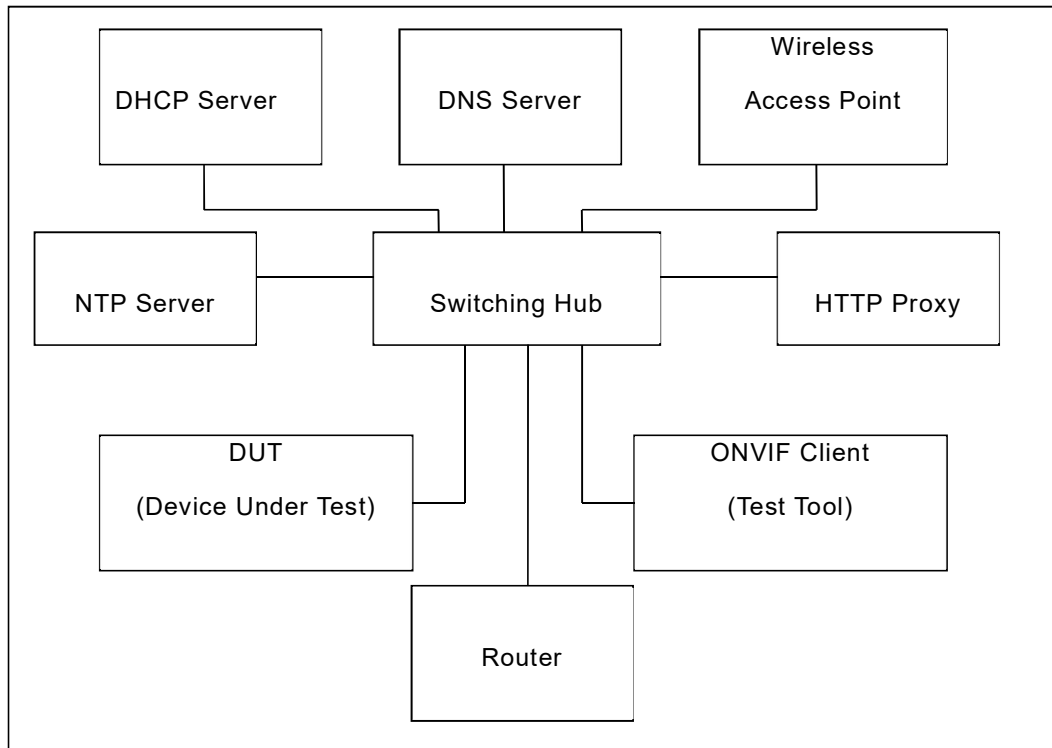 DHCP Server
DNS Server
Wireless
Access Point
NTP Server
Switching Hub
HTTP Proxy
DUT
(Device Under Test)
ONVIF Client
(Test Tool)
Router